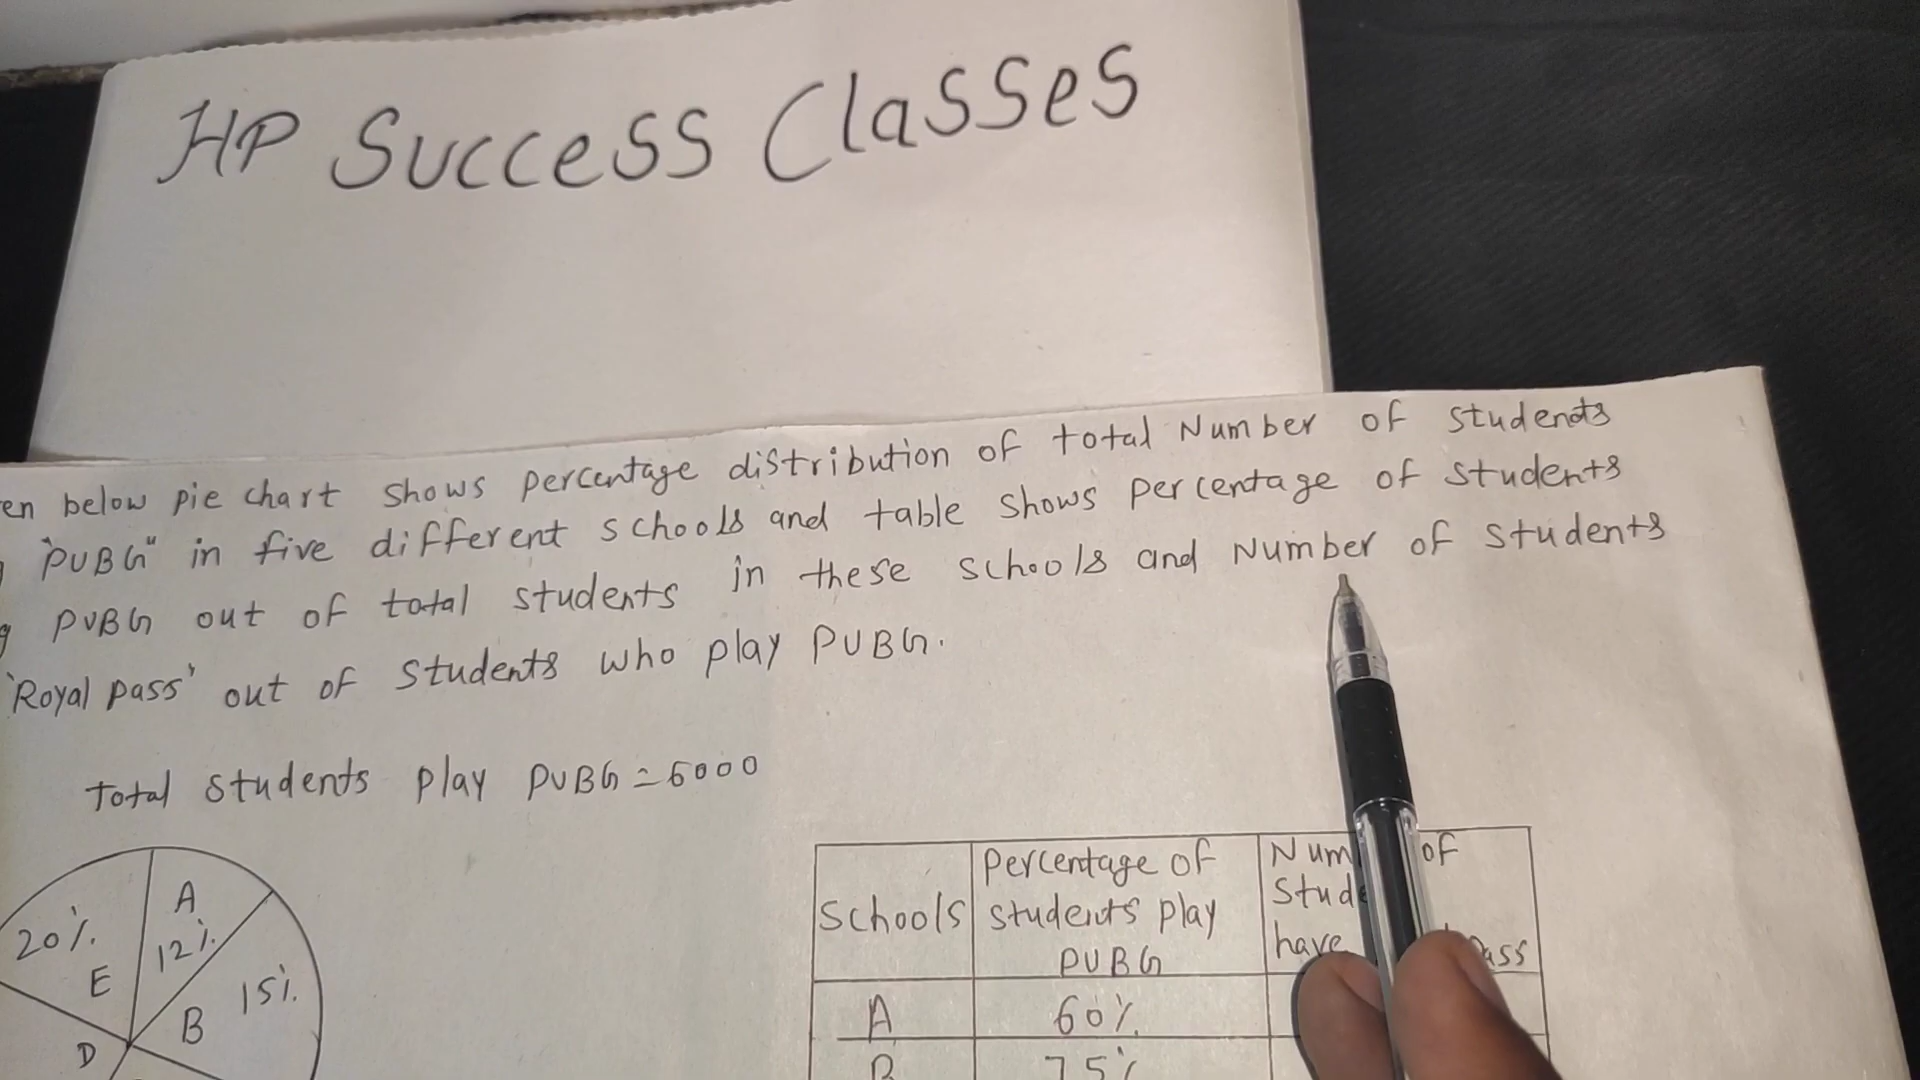 HP Success Classes
en below pie chart shows percentage distribution of total Number of students
"PUBG" in five different schools and table shows percentage of students
g PUBG out of total students in these schools and Number of students
'Royal pass' out of students who play PUBG.
Total students play PUBG = 6000
20%
E
A
12%
15%
B
D
Schools
Percentage of
students play
PUBG
of
have
A
60%
B
75%